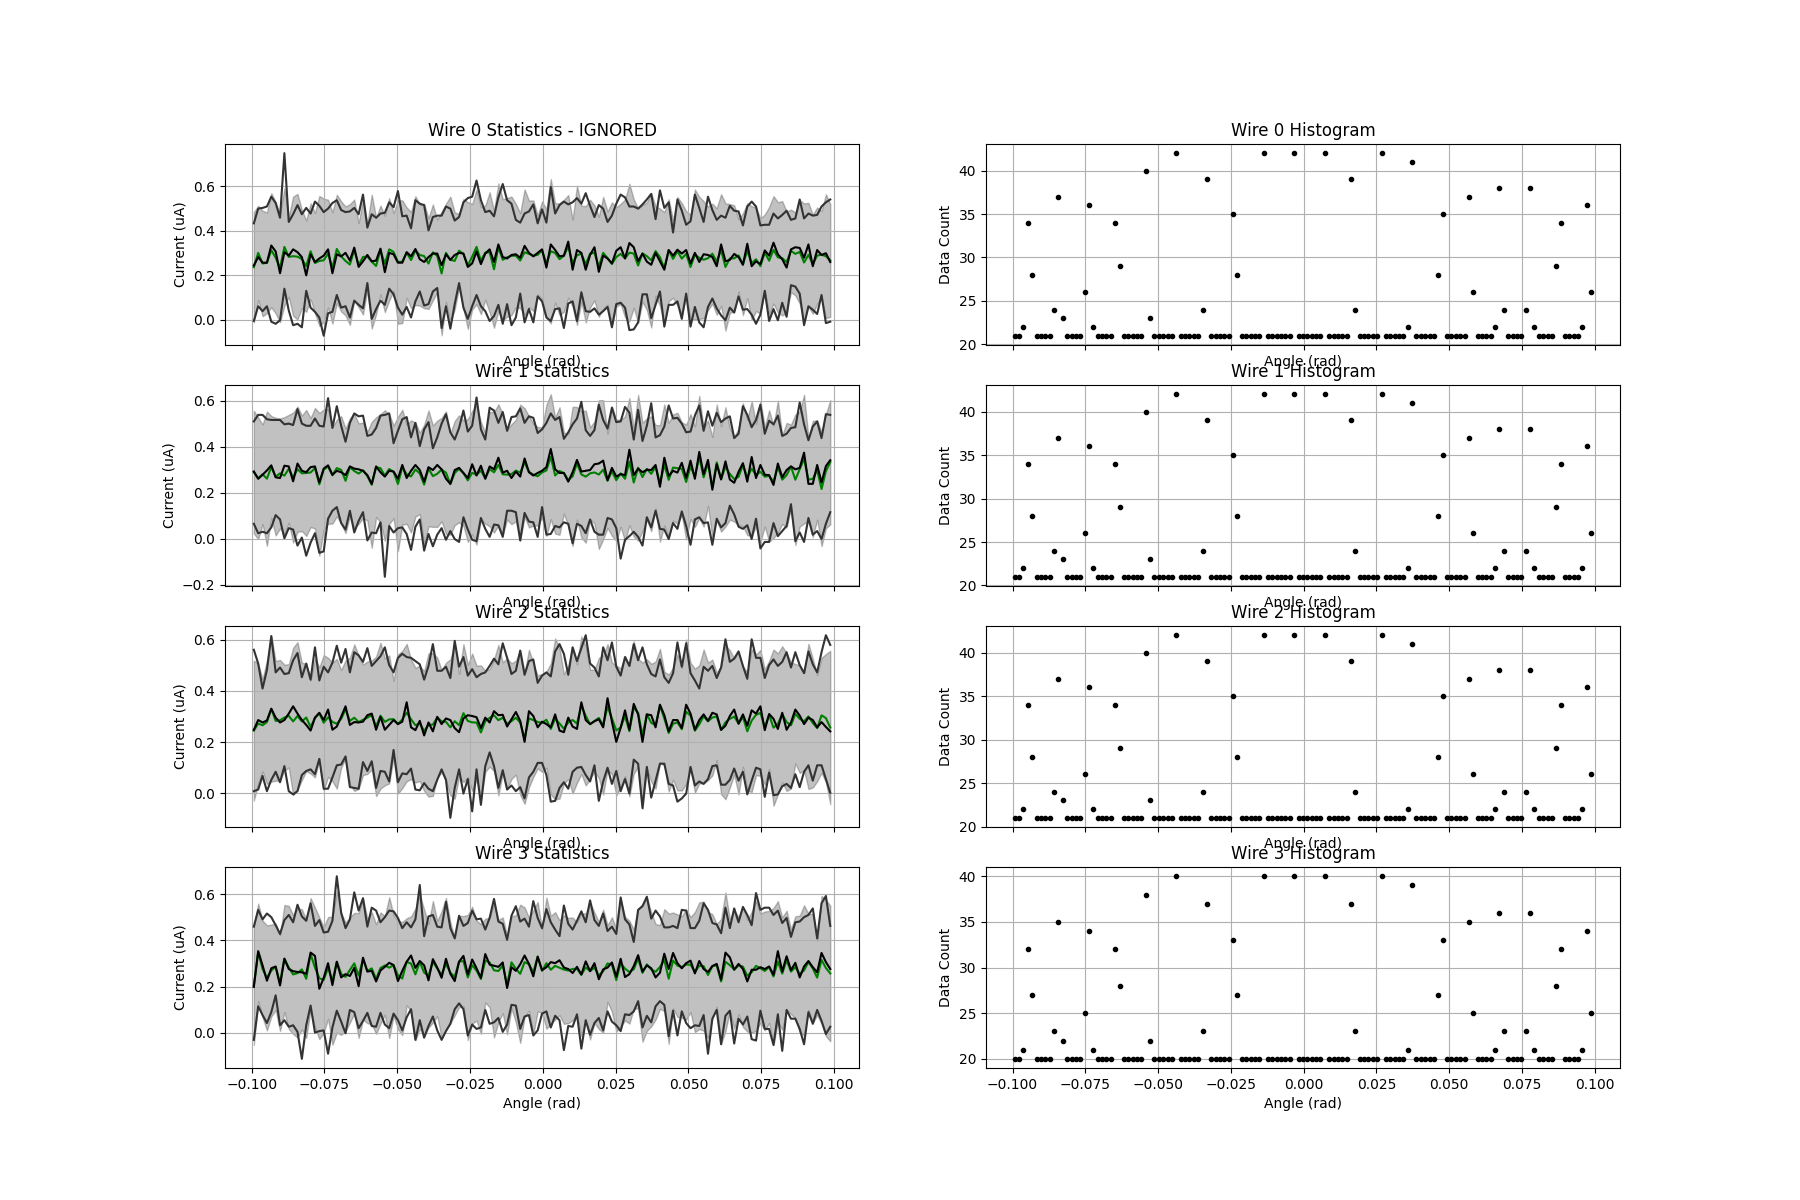 Wire 0 Statistics - IGNORED
Current (uA)
0.6
0.4
0.2
0.0
Angle (rad)
Wire 0 Histogram
Data Count
40
35
30
25
20
Angle (rad)
Wire 1 Statistics
Current (uA)
0.6
0.4
0.2
0.0
−0.2
Angle (rad)
Wire 1 Histogram
Data Count
40
35
30
25
20
Angle (rad)
Wire 2 Statistics
Current (uA)
0.6
0.4
0.2
0.0
Angle (rad)
Wire 2 Histogram
Data Count
40
35
30
25
20
Angle (rad)
Wire 3 Statistics
Current (uA)
0.6
0.4
0.2
0.0
−0.100 −0.075 −0.050 −0.025 0.000 0.025 0.050 0.075 0.100
Angle (rad)
Wire 3 Histogram
Data Count
40
35
30
25
20
−0.100 −0.075 −0.050 −0.025 0.000 0.025 0.050 0.075 0.100
Angle (rad)